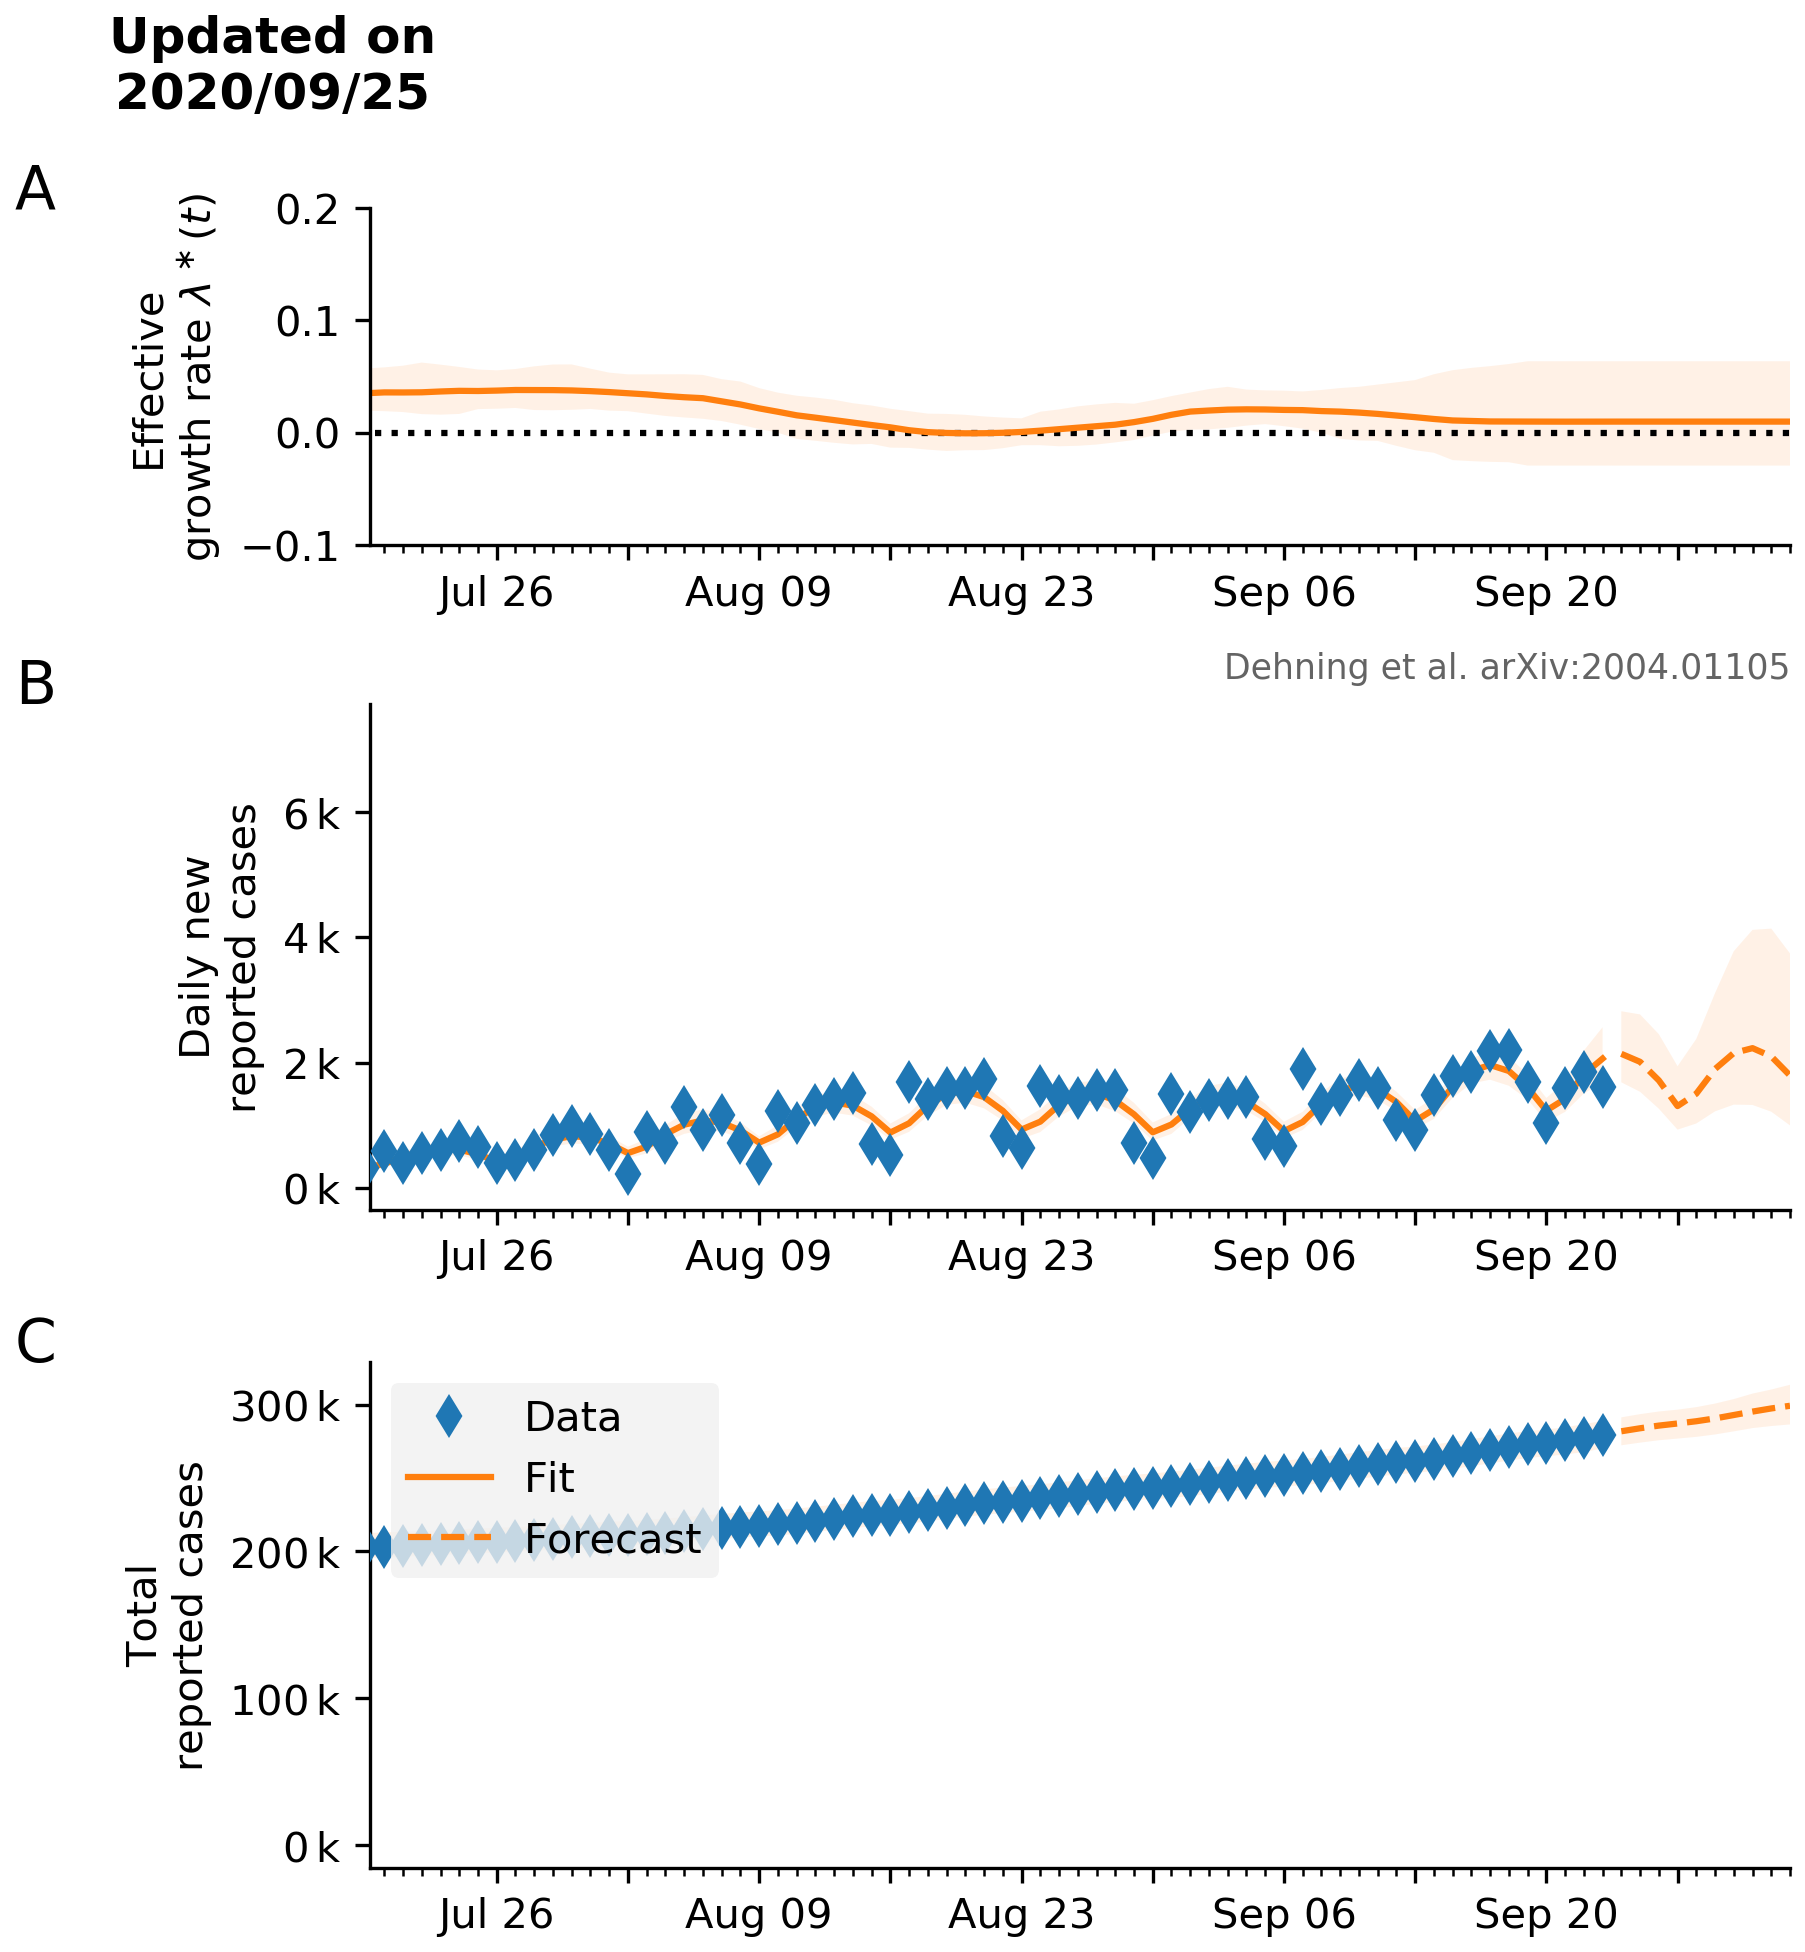 Updated on
2020/09/25
A
Effective
growth rate λ * (t)
0.2
0.1
0.0
−0.1
Jul 26 Aug 09 Aug 23 Sep 06 Sep 20
B
Dehning et al. arXiv:2004.01105
Daily new
reported cases
6 k
4 k
2 k
0 k
Jul 26 Aug 09 Aug 23 Sep 06 Sep 20
C
Total
reported cases
300 k
200 k
100 k
0 k
Data
Fit
Forecast
Jul 26 Aug 09 Aug 23 Sep 06 Sep 20